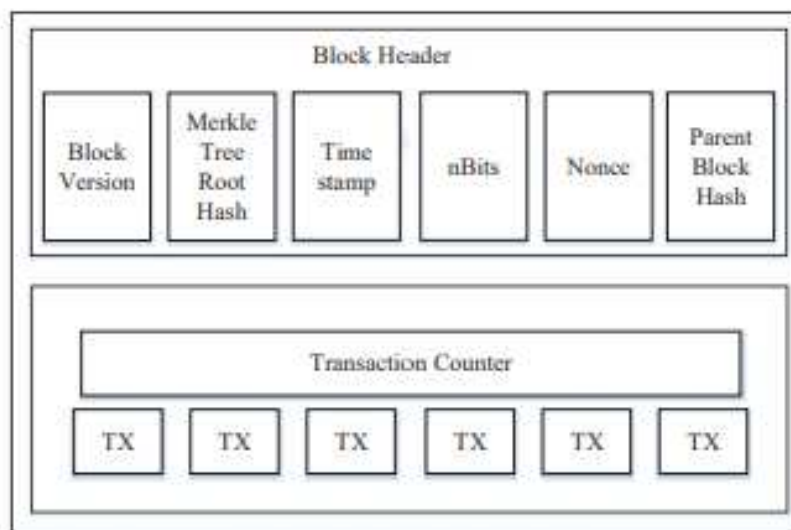 Block Header
Block
Version
Merkle
Tree
Root
Hash
Time
stamp
nBits
Nonce
Parent
Block
Hash
Transaction Counter
TX
TX
TX
TX
TX
TX